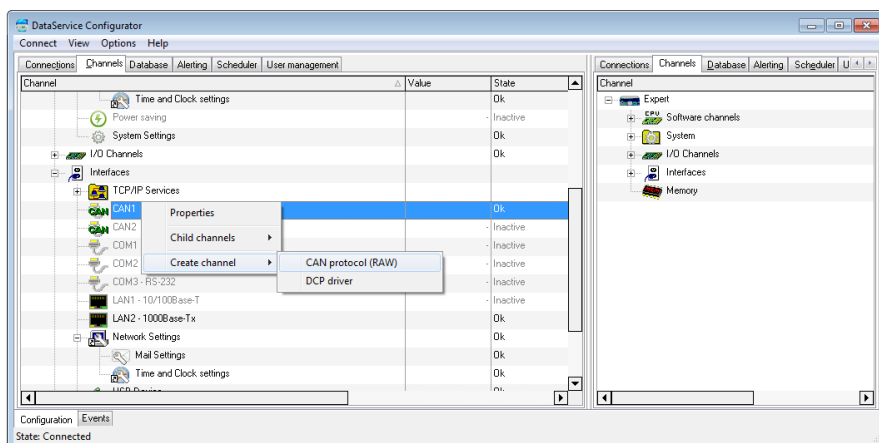 DataService Configurator
Connect View Options Help
Connections Channels Database Alerting Scheduler User management
Channel Value State
Time and Clock settings Ok
Power saving - Inactive
System Settings Ok
I/O Channels Ok
Interfaces
TCP/IP Services
CAN CAN1 Ok
CAN CAN2 - Inactive
COM1 - Inactive
COM2 - Inactive
COM3 - RS-232 - Inactive
LAN1 - 10/100Base-T - Inactive
LAN2 - 1000Base-Tx Ok
Network Settings Ok
Mail Settings Ok
Time and Clock settings Ok
Properties
Child channels
Create channel
CAN protocol (RAW)
DCP driver
Connections Channels Database Alerting Scheduler U
Channel
Expert
CPU Software channels
System
I/O Channels
Interfaces
Memory
Configuration Events
State: Connected